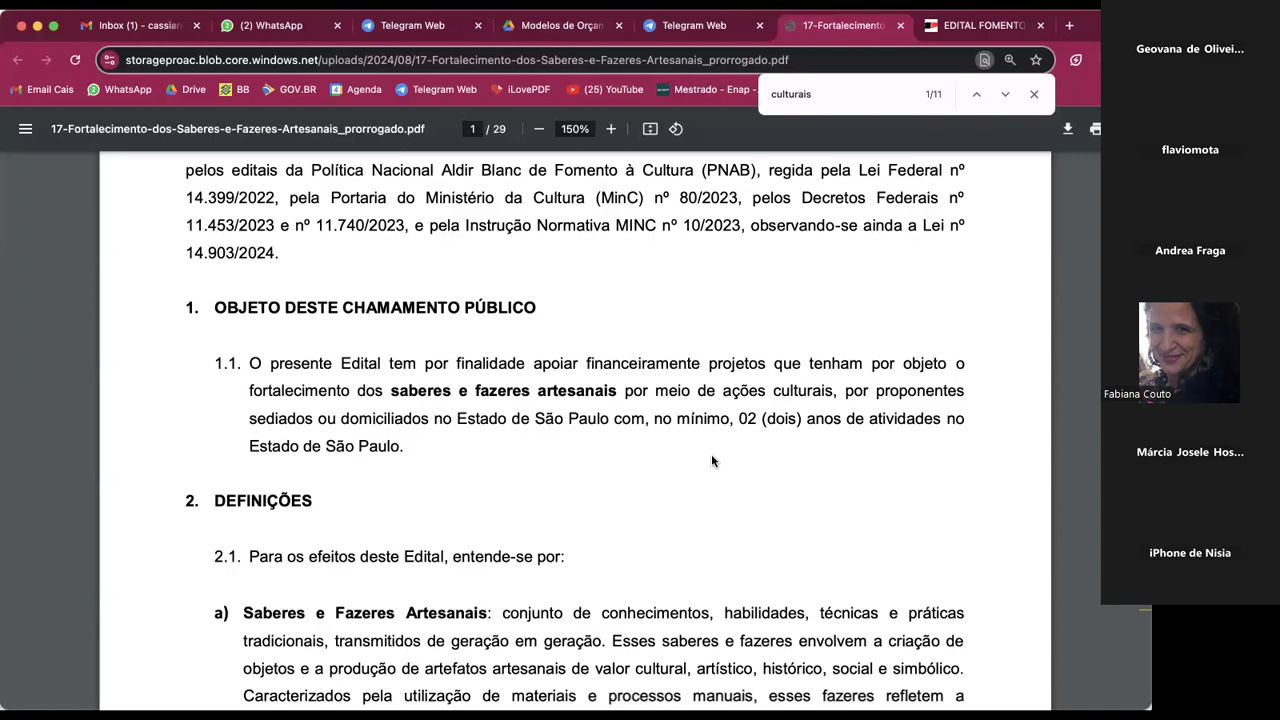 Inbox (1) - cassian
(2) WhatsApp
Telegram Web
Modelos de Orçan
Telegram Web
17-Fortalecimento
EDITAL FOMENTO
storageproac.blob.core.windows.net/uploads/2024/08/17-Fortalecimento-dos-Saberes-e-Fazeres-Artesanais_prorrogado.pdf
Email Cais
WhatsApp
Drive
BB
GOV.BR
Agenda
Telegram Web
iLovePDF
(25) YouTube
Mestrado - Enap -
culturais 1/11
17-Fortalecimento-dos-Saberes-e-Fazeres-Artesanais_prorrogado.pdf
1 / 29
150%
pelos editais da Política Nacional Aldir Blanc de Fomento à Cultura (PNAB), regida pela Lei Federal nº
14.399/2022, pela Portaria do Ministério da Cultura (MinC) nº 80/2023, pelos Decretos Federais nº
11.453/2023 e nº 11.740/2023, e pela Instrução Normativa MINC nº 10/2023, observando-se ainda a Lei nº
14.903/2024.
1. OBJETO DESTE CHAMAMENTO PÚBLICO
1.1. O presente Edital tem por finalidade apoiar financeiramente projetos que tenham por objeto o
fortalecimento dos saberes e fazeres artesanais por meio de ações culturais, por proponentes
sediados ou domiciliados no Estado de São Paulo com, no mínimo, 02 (dois) anos de atividades no
Estado de São Paulo.
2. DEFINIÇÕES
2.1. Para os efeitos deste Edital, entende-se por:
a) Saberes e Fazeres Artesanais: conjunto de conhecimentos, habilidades, técnicas e práticas
tradicionais, transmitidos de geração em geração. Esses saberes e fazeres envolvem a criação de
objetos e a produção de artefatos artesanais de valor cultural, artístico, histórico, social e simbólico.
Caracterizados pela utilização de materiais e processos manuais, esses fazeres refletem a
Geovana de Olivei...
flaviomota
Andrea Fraga
Fabiana Couto
Márcia Josele Hos...
iPhone de Nisia